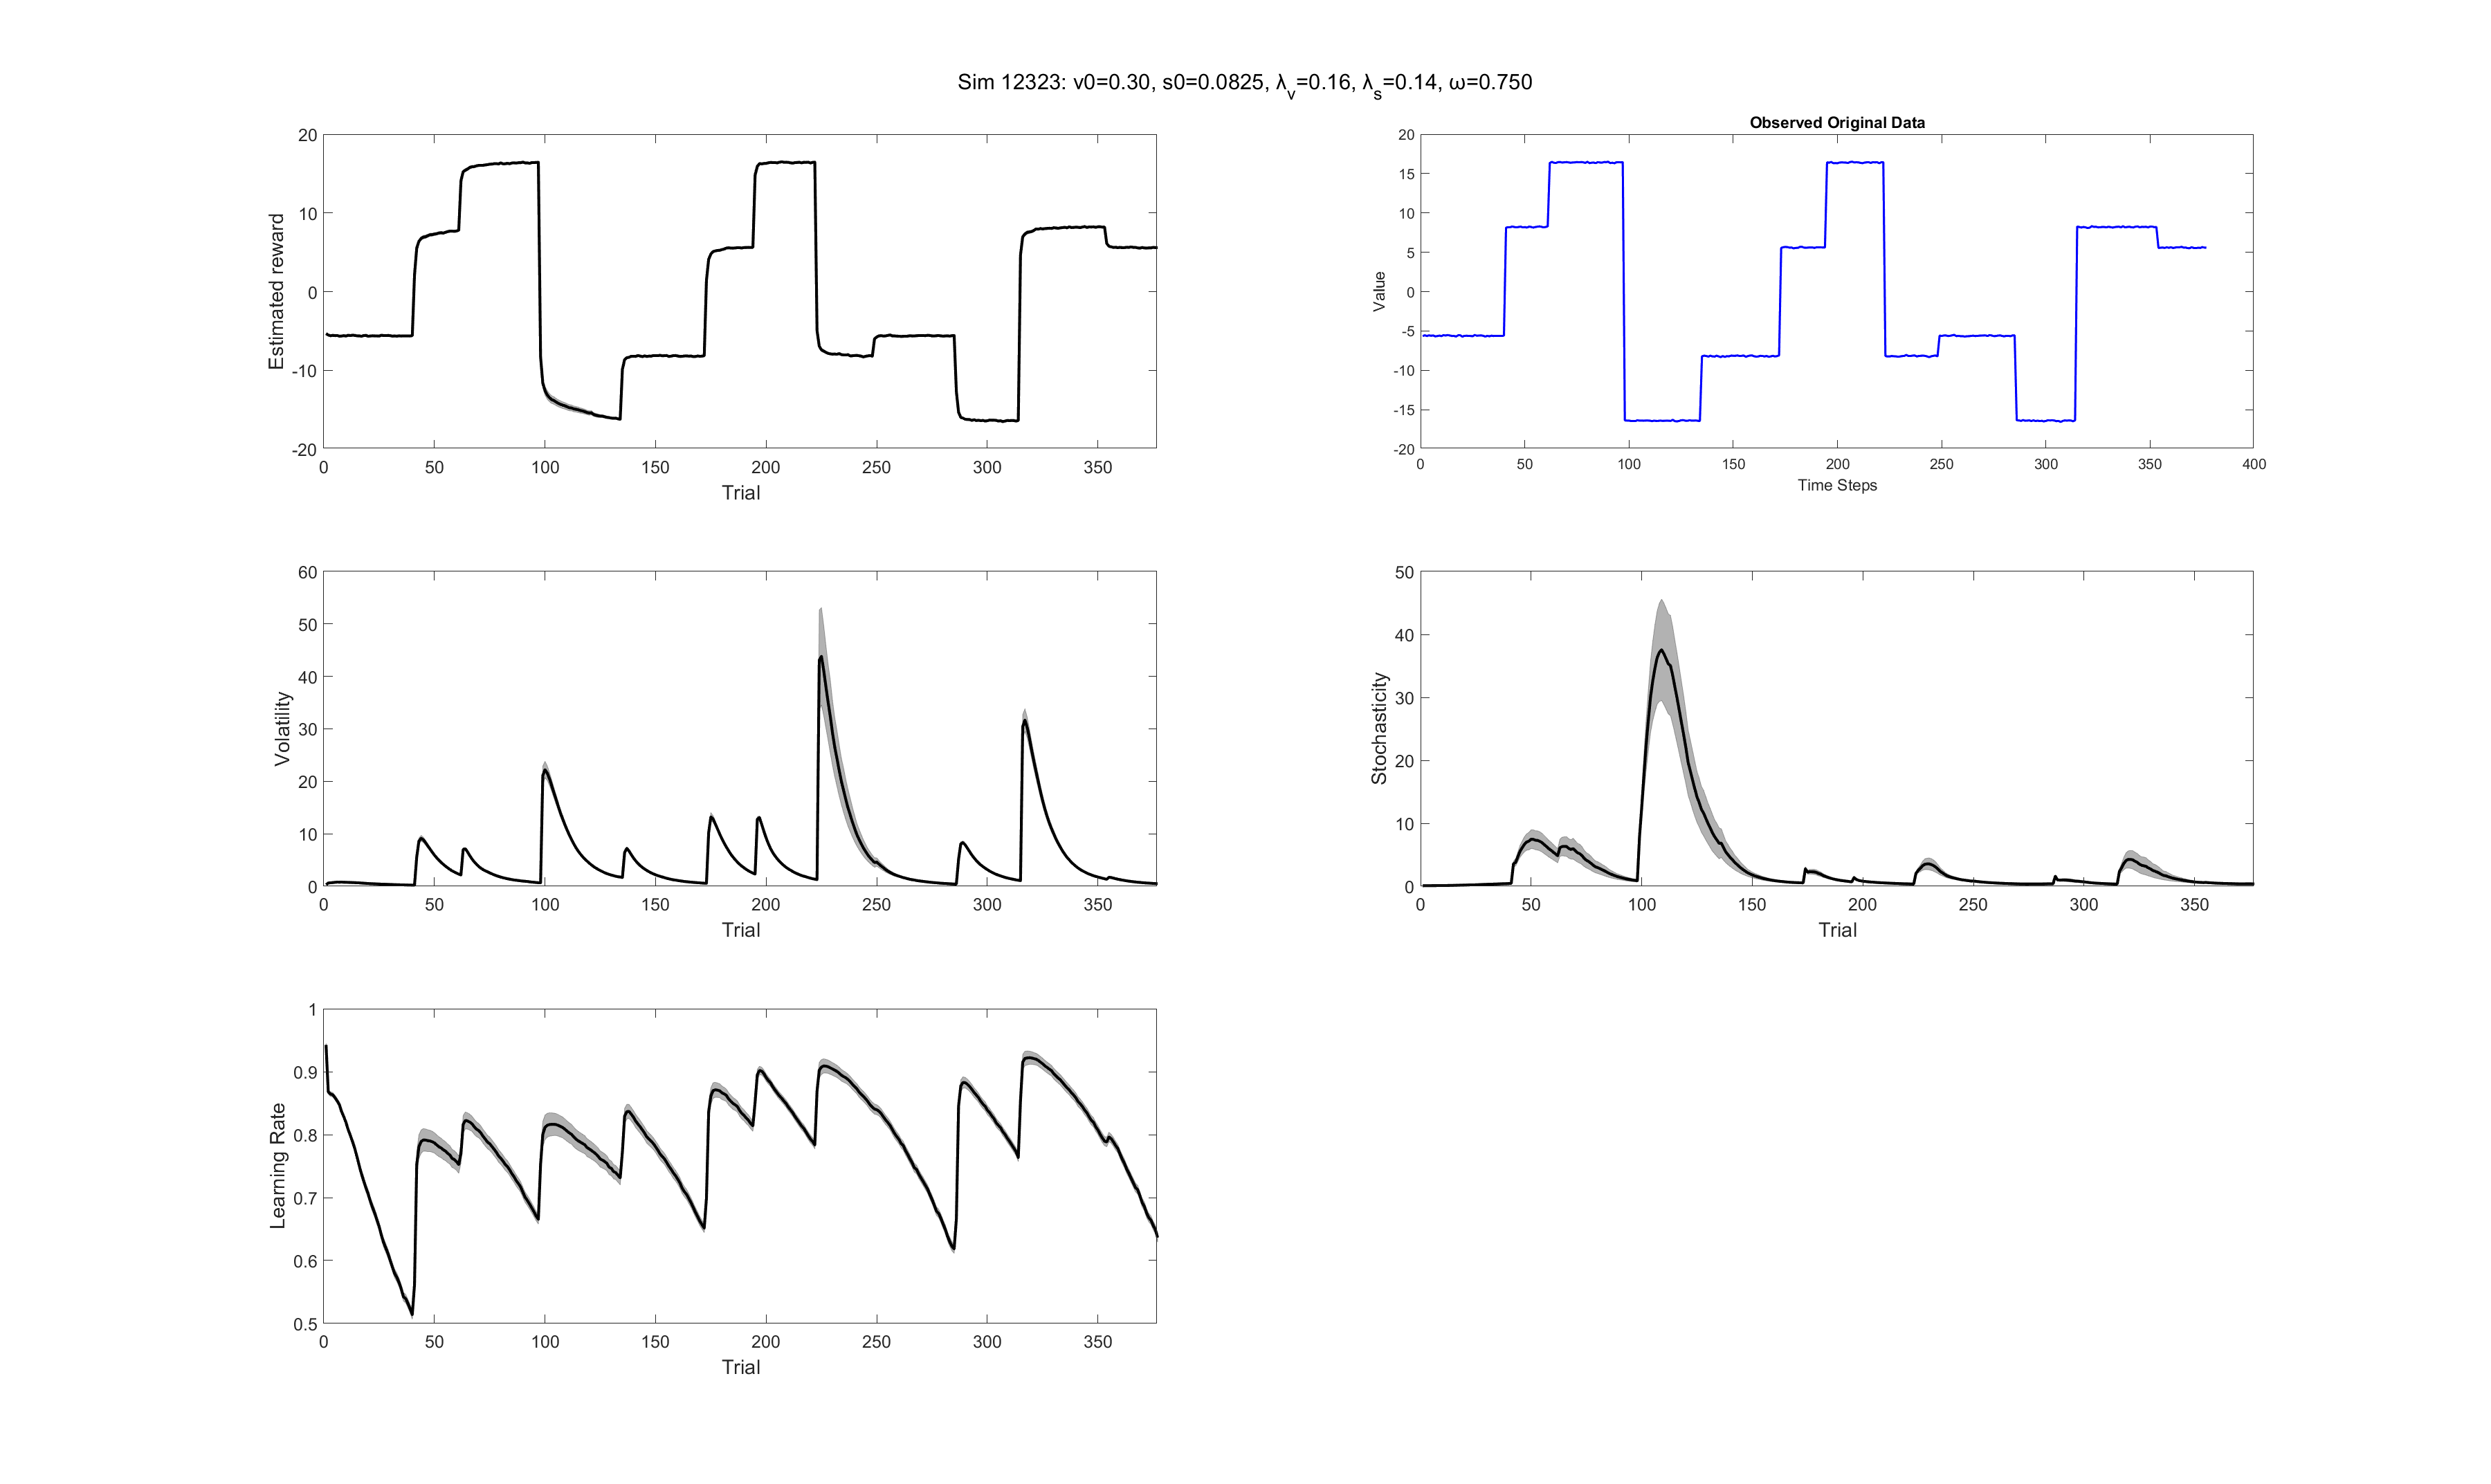 Sim 12323: v0=0.30, s0=0.0825, λv=0.16, λs=0.14, ω=0.750
20
10
0
-10
-20
Estimated reward
0 50 100 150 200 250 300 350
Trial
Observed Original Data
20
15
10
5
0
-5
-10
-15
-20
Value
0 50 100 150 200 250 300 350 400
Time Steps
60
50
40
30
20
10
0
Volatility
0 50 100 150 200 250 300 350
Trial
50
40
30
20
10
0
Stochasticity
0 50 100 150 200 250 300 350
Trial
1
0.9
0.8
0.7
0.6
0.5
Learning Rate
0 50 100 150 200 250 300 350
Trial